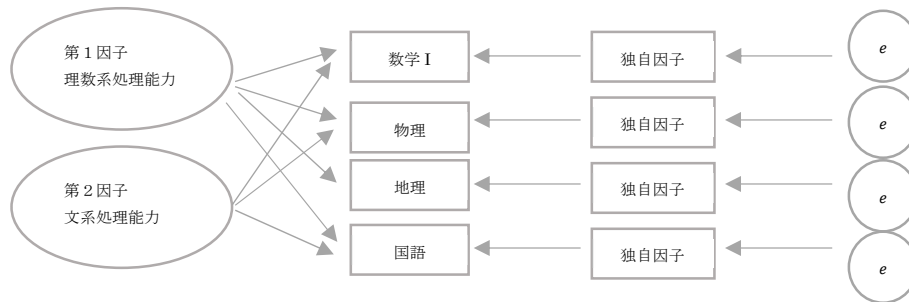 第１因子
理数系処理能力
数学Ⅰ
独自因子
e
物理
独自因子
e
第２因子
文系処理能力
地理
独自因子
e
国語
独自因子
e